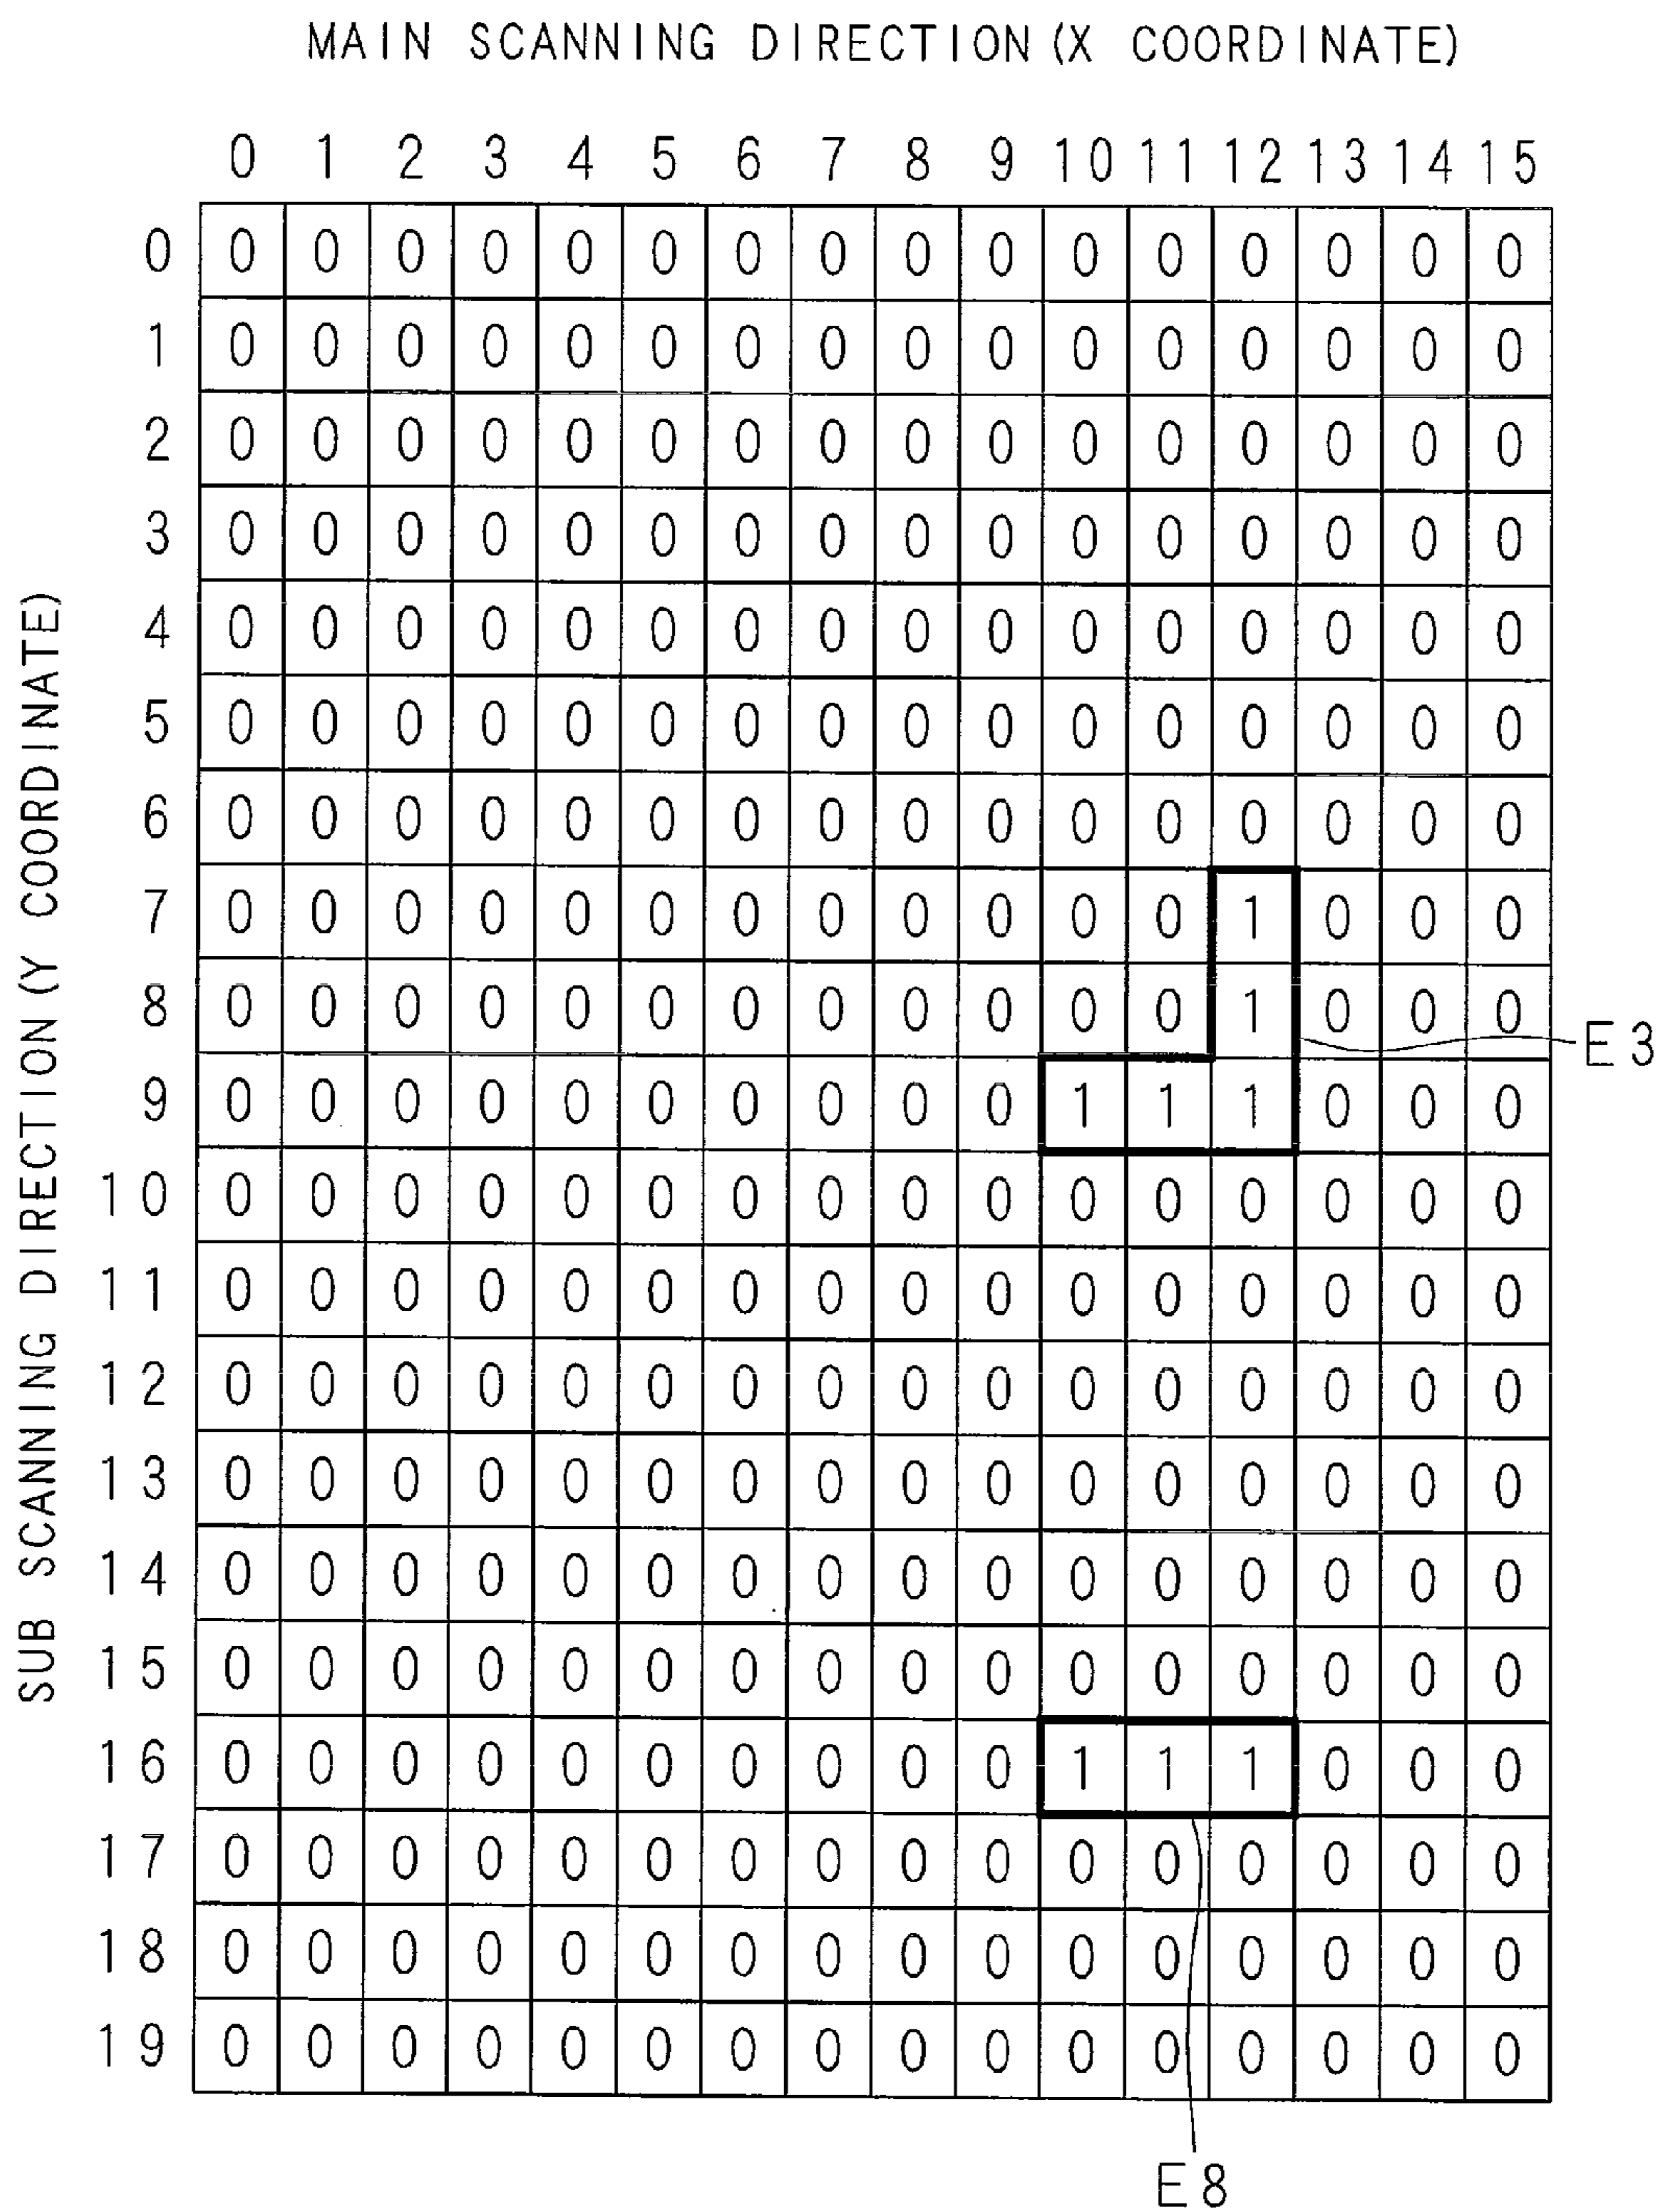 MAIN SCANNING DIRECTION (X COORDINATE)
0 1 2 3 4 5 6 7 8 9 10 11 12 13 14 15
SUB SCANNING DIRECTION (Y COORDINATE)
0 0 0 0 0 0 0 0 0 0 0 0 0 0 0 0 0
1 0 0 0 0 0 0 0 0 0 0 0 0 0 0 0 0
2 0 0 0 0 0 0 0 0 0 0 0 0 0 0 0 0
3 0 0 0 0 0 0 0 0 0 0 0 0 0 0 0 0
4 0 0 0 0 0 0 0 0 0 0 0 0 0 0 0 0
5 0 0 0 0 0 0 0 0 0 0 0 0 0 0 0 0
6 0 0 0 0 0 0 0 0 0 0 0 0 0 0 0 0
7 0 0 0 0 0 0 0 0 0 0 0 0 1 0 0 0
8 0 0 0 0 0 0 0 0 0 0 0 0 1 0 0 0
E3
9 0 0 0 0 0 0 0 0 0 0 1 1 1 0 0 0
10 0 0 0 0 0 0 0 0 0 0 0 0 0 0 0 0
11 0 0 0 0 0 0 0 0 0 0 0 0 0 0 0 0
12 0 0 0 0 0 0 0 0 0 0 0 0 0 0 0 0
13 0 0 0 0 0 0 0 0 0 0 0 0 0 0 0 0
14 0 0 0 0 0 0 0 0 0 0 0 0 0 0 0 0
15 0 0 0 0 0 0 0 0 0 0 0 0 0 0 0 0
16 0 0 0 0 0 0 0 0 0 0 1 1 1 0 0 0
17 0 0 0 0 0 0 0 0 0 0 0 0 0 0 0 0
18 0 0 0 0 0 0 0 0 0 0 0 0 0 0 0 0
19 0 0 0 0 0 0 0 0 0 0 0 0 0 0 0 0
E8